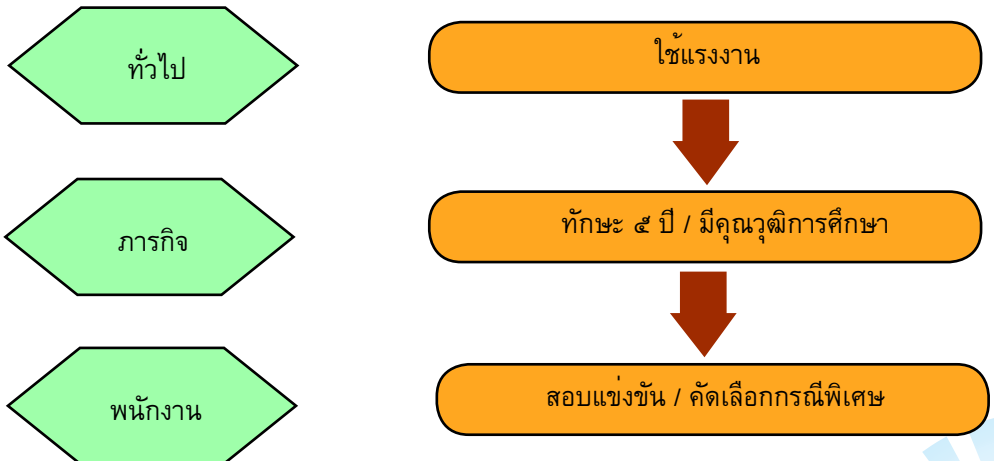 ทั่วไป
ใช้แรงงาน
ภารกิจ
ทักษะ ๕ ปี / มีคุณวุฒิการศึกษา
พนักงาน
สอบแข่งขัน / คัดเลือกกรณีพิเศษ